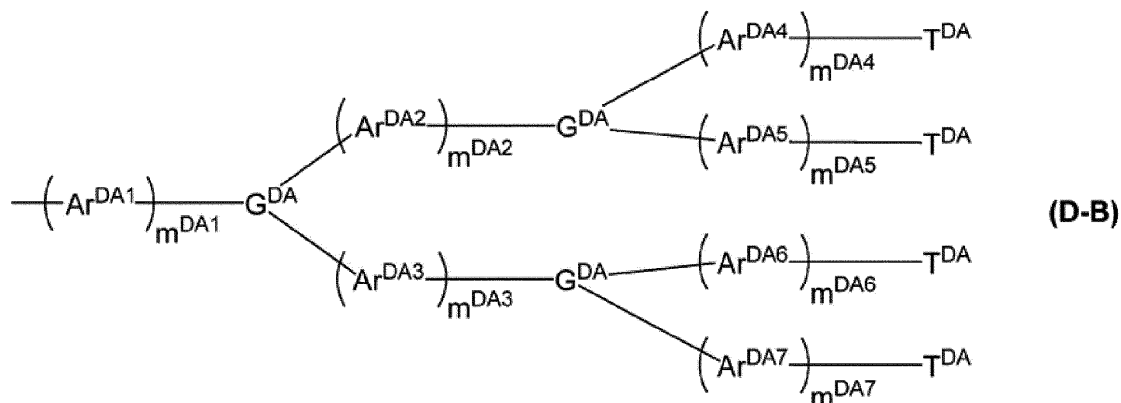 (Ar^DA4)m^DA4 T^DA
(Ar^DA2)m^DA2 G^DA (Ar^DA5)m^DA5 T^DA
(Ar^DA1)m^DA1 G^DA (D-B)
(Ar^DA3)m^DA3 G^DA (Ar^DA6)m^DA6 T^DA
(Ar^DA7)m^DA7 T^DA